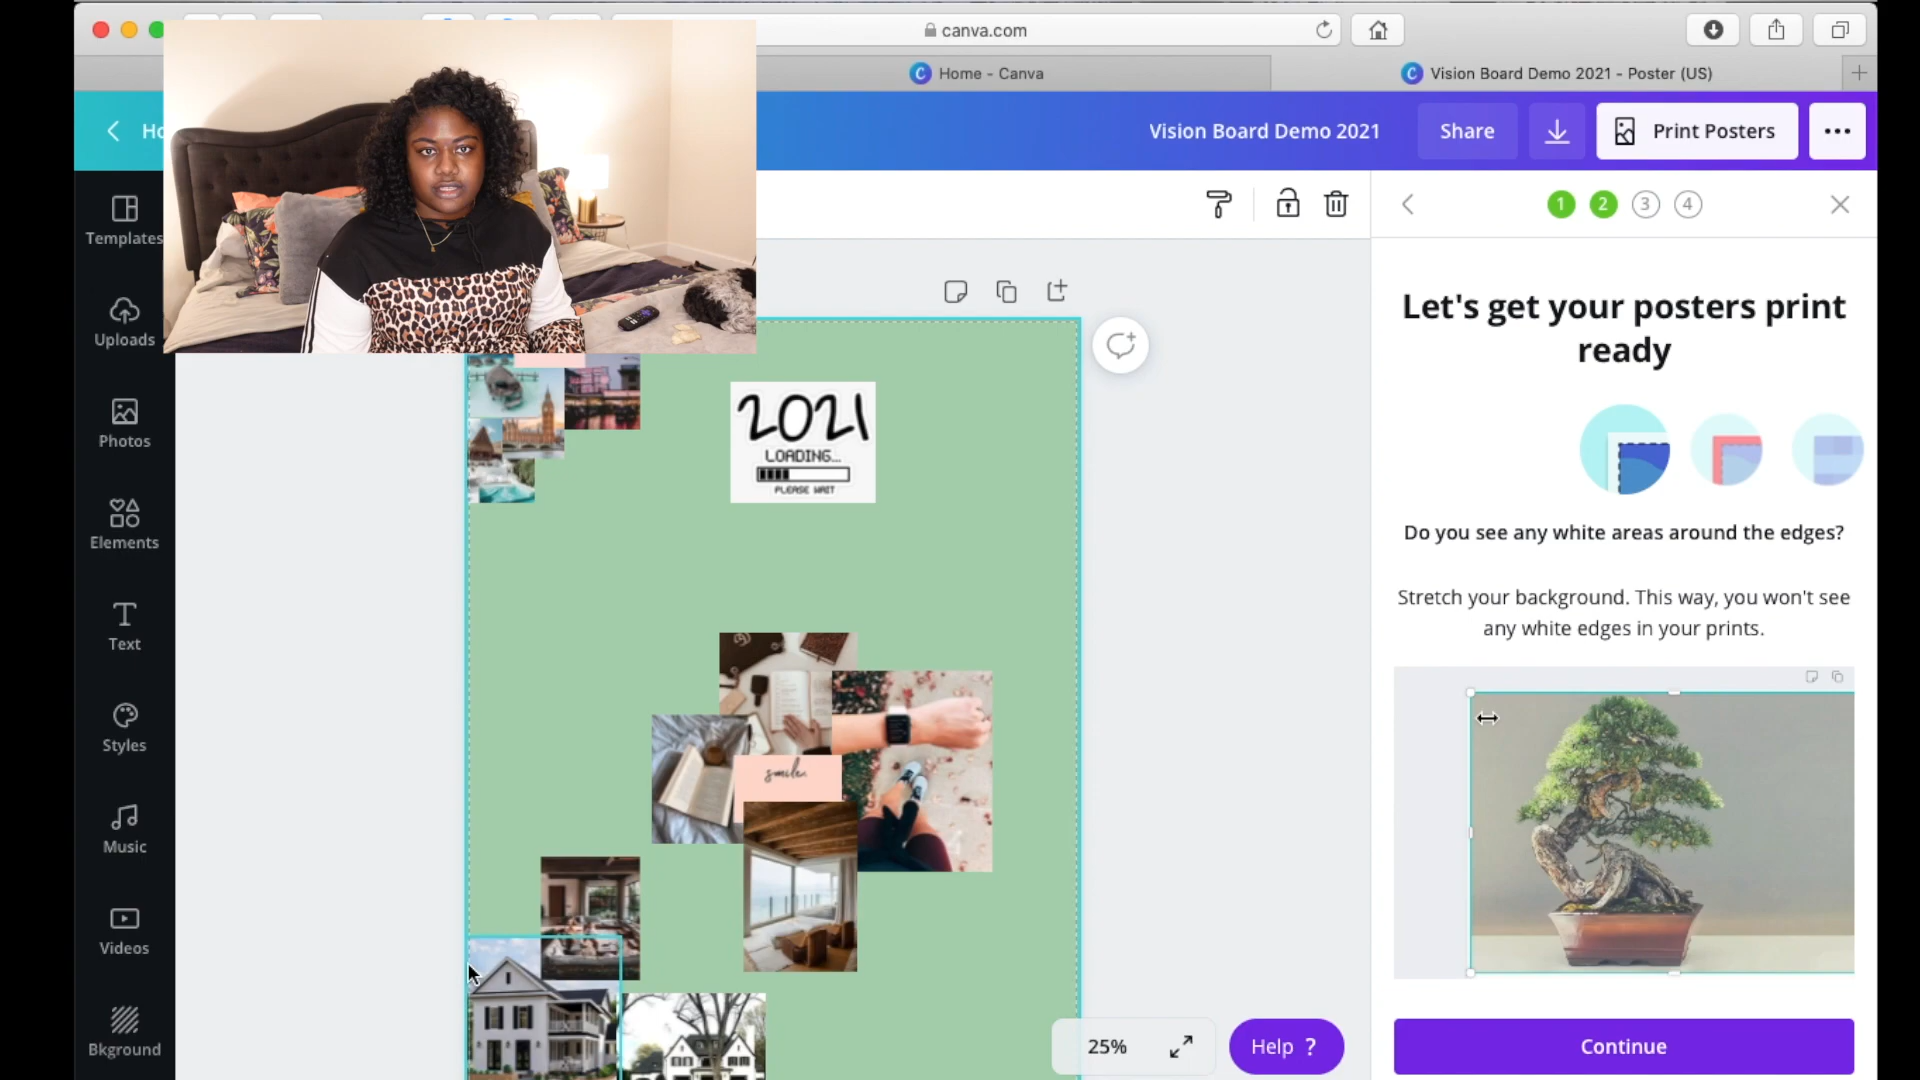 canva.com
Home - Canva
Vision Board Demo 2021 - Poster (US)
Ho
Vision Board Demo 2021
Share
Print Posters
1 2 3 4
Templates
Uploads
Photos
Elements
Text
Styles
Music
Videos
Bkground
2021
LOADING...
PLEASE WAIT
smile.
Let's get your posters print
ready
Do you see any white areas around the edges?
Stretch your background. This way, you won't see
any white edges in your prints.
25%
Help ?
Continue